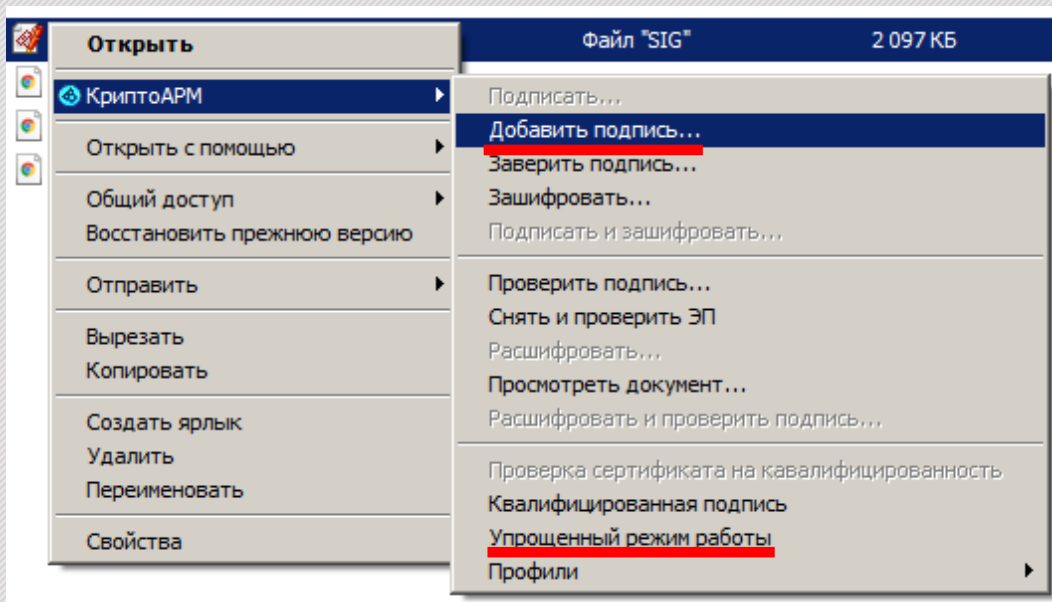 Файл "SIG" 2 097 КБ
Открыть
КриптоАРМ
Открыть с помощью
Общий доступ
Восстановить прежнюю версию
Отправить
Вырезать
Копировать
Создать ярлык
Удалить
Переименовать
Свойства
Подписать...
Добавить подпись...
Заверить подпись...
Зашифровать...
Подписать и зашифровать...
Проверить подпись...
Снять и проверить ЭП
Расшифровать...
Просмотреть документ...
Расшифровать и проверить подпись...
Проверка сертификата на кавалифицированность
Квалифицированная подпись
Упрощенный режим работы
Профили